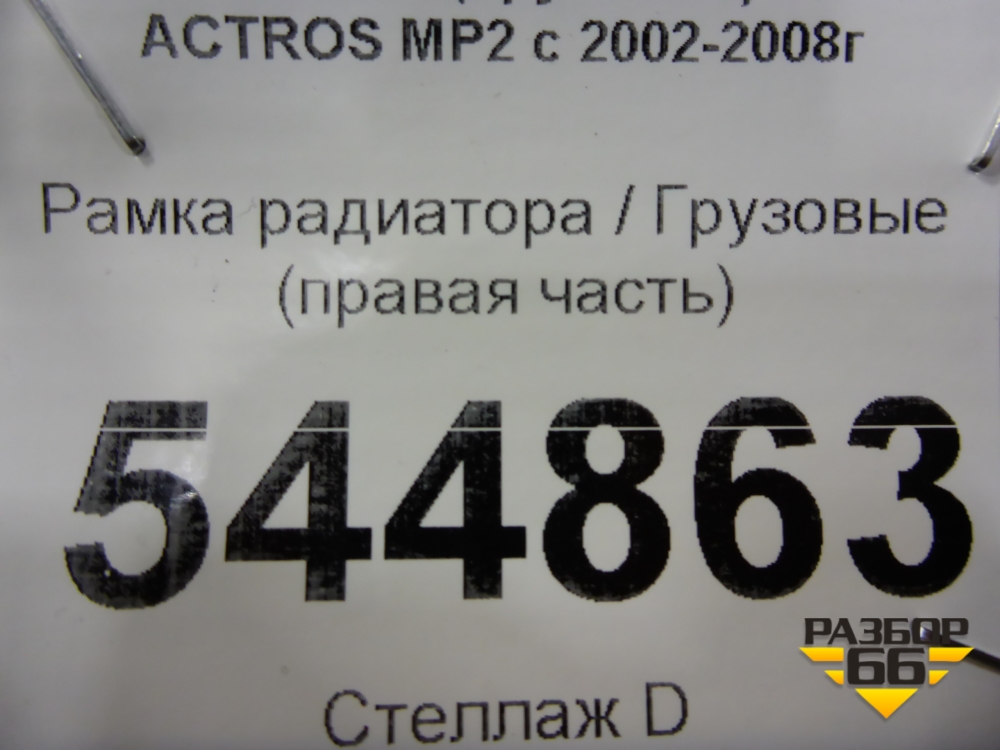 ACTROS MP2 с 2002-2008г
Рамка радиатора / Грузовые
(правая часть)
544863
РАЗБОР
66
Стеллаж D